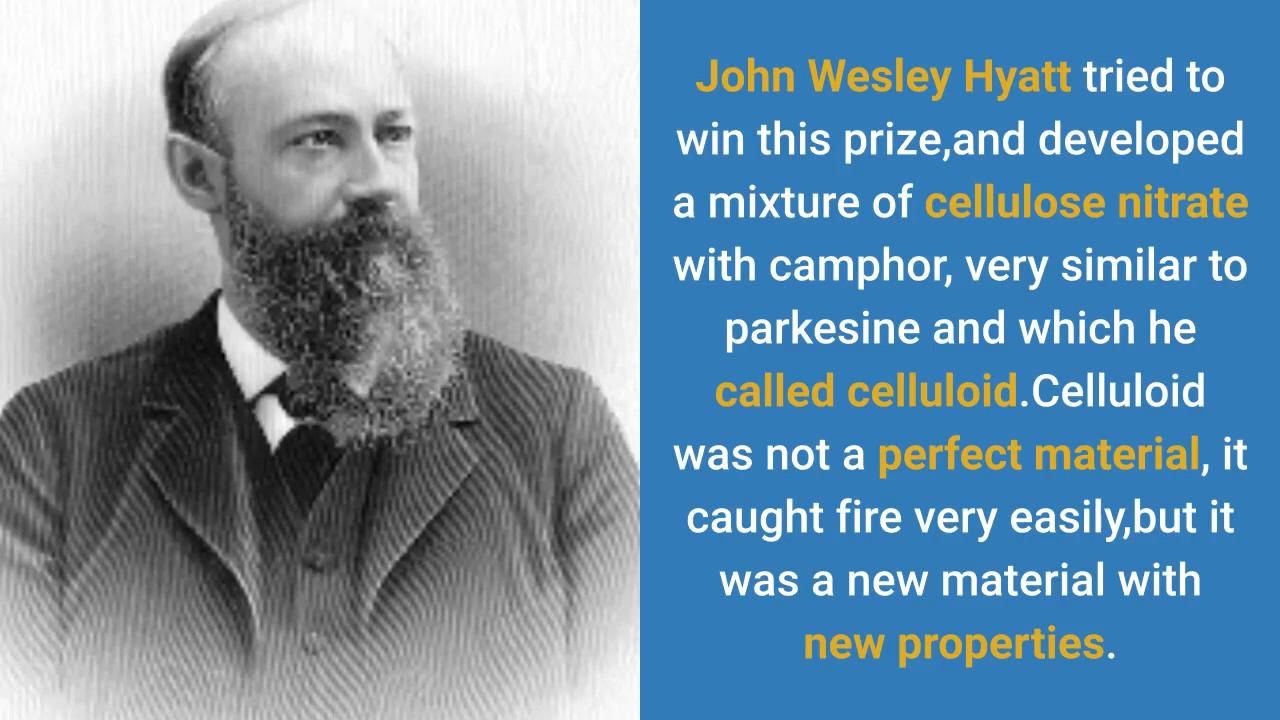 John Wesley Hyatt tried to
win this prize,and developed
a mixture of cellulose nitrate
with camphor, very similar to
parkesine and which he
called celluloid.Celluloid
was not a perfect material, it
caught fire very easily,but it
was a new material with
new properties.